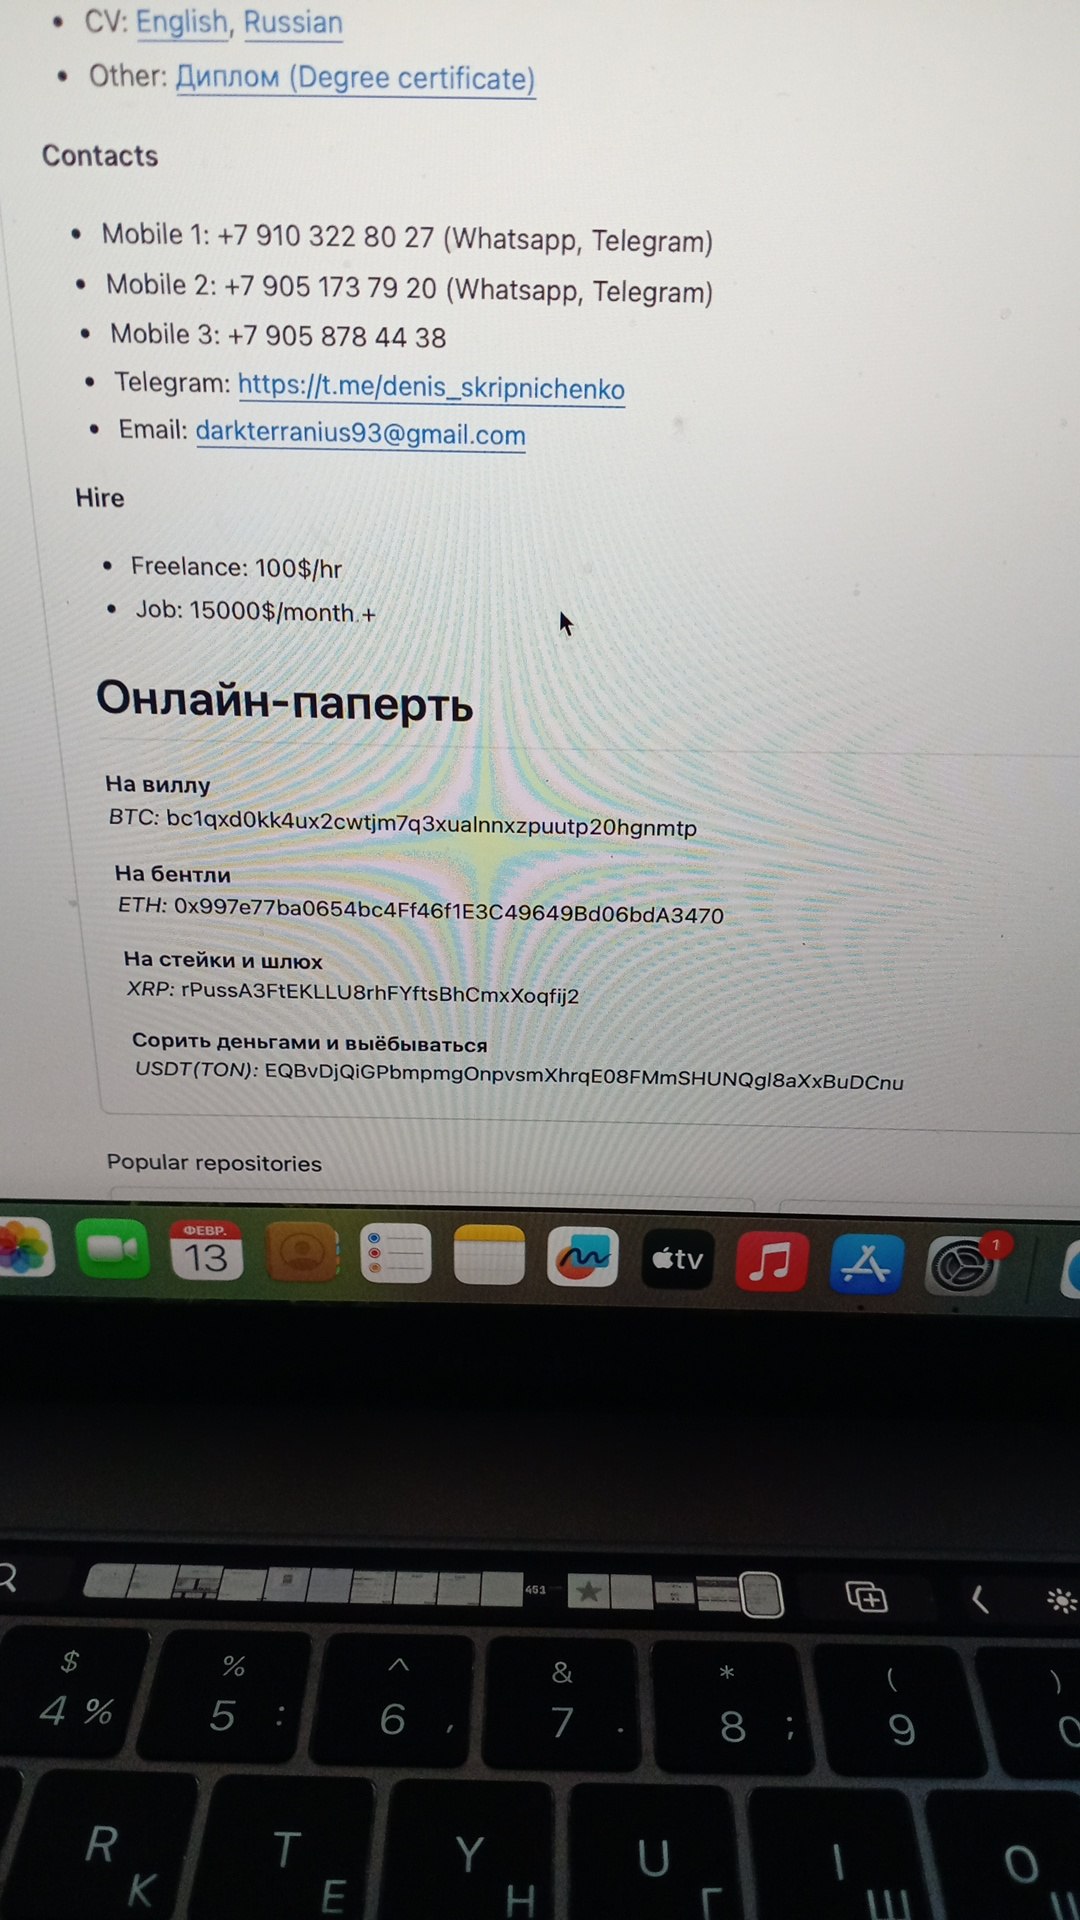 CV: English, Russian
Other: Диплом (Degree certificate)
Contacts
Mobile 1: +7 910 322 80 27 (Whatsapp, Telegram)
Mobile 2: +7 905 173 79 20 (Whatsapp, Telegram)
Mobile 3: +7 905 878 44 38
Telegram: https://t.me/denis_skripnichenko
Email: darkterranius93@gmail.com
Hire
Freelance: 100$/hr
Job: 15000$/month.+
Онлайн-паперть
На виллу
BTC: bc1qxd0kk4ux2cwtjm7q3xualnnxzpuutp20hgnmtp
На бентли
ETH: 0x997e77ba0654bc4Ff46f1E3C49649Bd06bdA3470
На стейки и шлюх
XRP: rPussA3FtEKLLU8rhFYftsBhCmxXoqfij2
Сорить деньгами и выёбываться
USDT(TON): EQBvDjQiGPbmpmgOnpvsmXhrqE08FMmSHUNQgl8aXxBuDCnu
Popular repositories
ФЕВР.
13
tv
1
451
$ % ^ & * ( )
4 % 5 : 6 , 7 . 8 ; 9 0
R T Y U I O
К Е Н Г Ш Щ